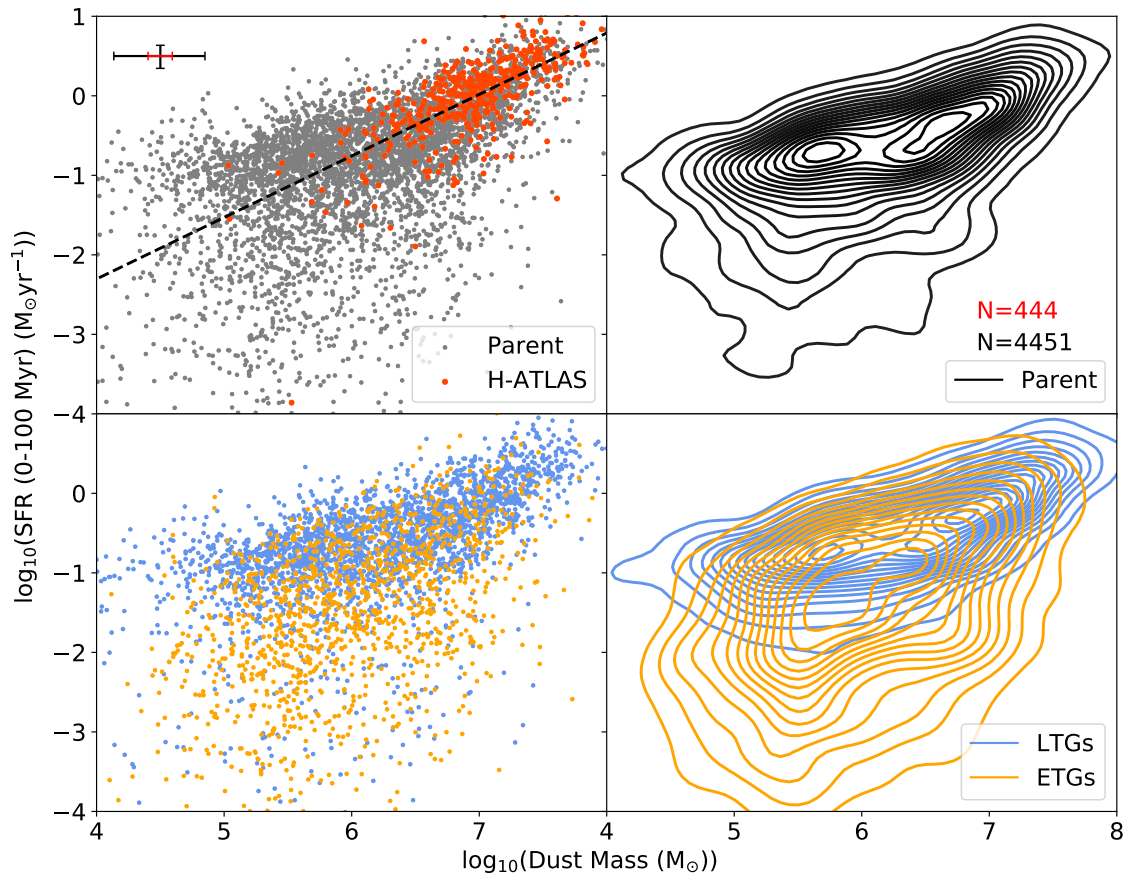 1
0
−1
−2
−3
−4
Parent
H-ATLAS
N=444
N=4451
Parent
log₁₀(SFR (0-100 Myr) (M⊙yr⁻¹))
0
−1
−2
−3
−4
LTGs
ETGs
4 5 6 7 4 5 6 7 8
log₁₀(Dust Mass (M⊙))